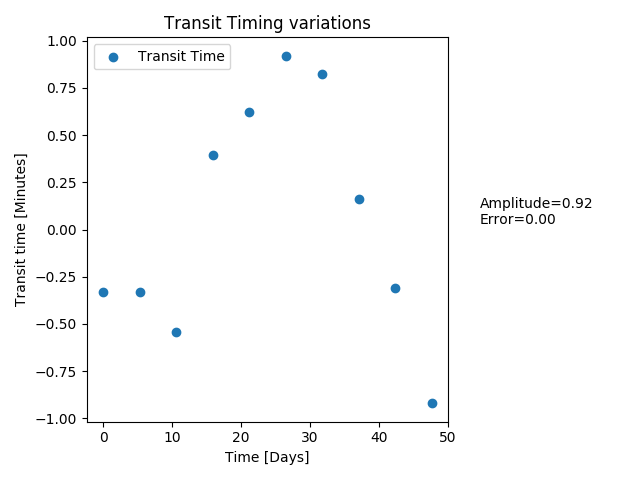 Transit Timing variations
Transit Time
1.00
0.75
0.50
0.25
0.00
−0.25
−0.50
−0.75
−1.00
Transit time [Minutes]
0 10 20 30 40 50
Time [Days]
Amplitude=0.92
Error=0.00